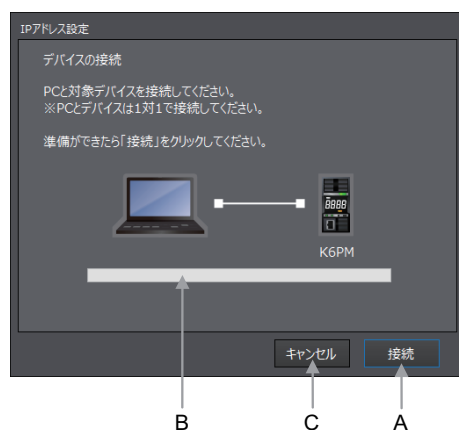 IPアドレス設定
デバイスの接続
PCと対象デバイスを接続してください。
※PCとデバイスは1対1で接続してください。
準備ができたら「接続」をクリックしてください。
8888
K6PM
キャンセル
接続
B
C
A